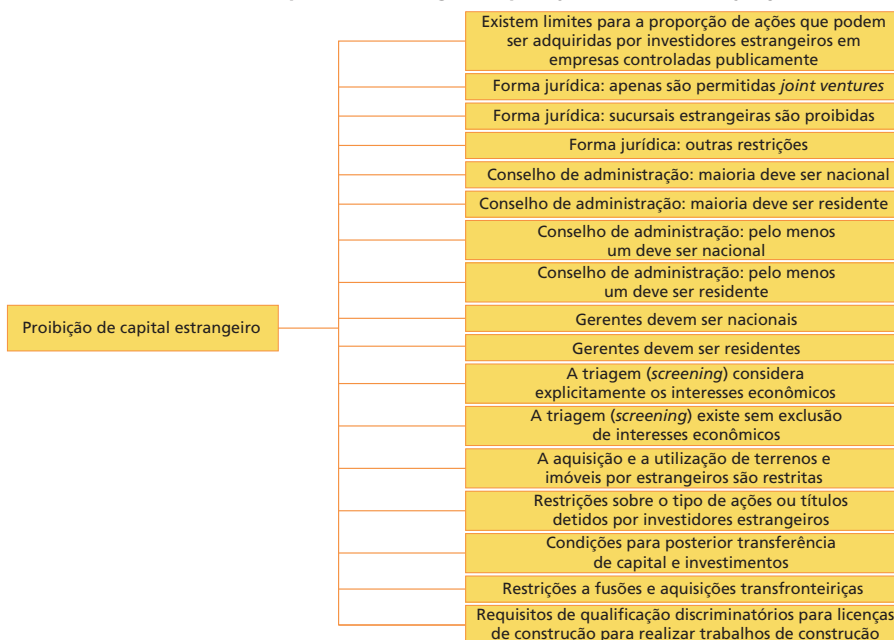 Existem limites para a proporção de ações que podem
ser adquiridas por investidores estrangeiros em
empresas controladas publicamente
Forma jurídica: apenas são permitidas joint ventures
Forma jurídica: sucursais estrangeiras são proibidas
Forma jurídica: outras restrições
Conselho de administração: maioria deve ser nacional
Conselho de administração: maioria deve ser residente
Conselho de administração: pelo menos
um deve ser nacional
Conselho de administração: pelo menos
um deve ser residente
Proibição de capital estrangeiro
Gerentes devem ser nacionais
Gerentes devem ser residentes
A triagem (screening) considera
explicitamente os interesses econômicos
A triagem (screening) existe sem exclusão
de interesses econômicos
A aquisição e a utilização de terrenos e
imóveis por estrangeiros são restritas
Restrições sobre o tipo de ações ou títulos
detidos por investidores estrangeiros
Condições para posterior transferência
de capital e investimentos
Restrições a fusões e aquisições transfronteiriças
Requisitos de qualificação discriminatórios para licenças
de construção para realizar trabalhos de construção